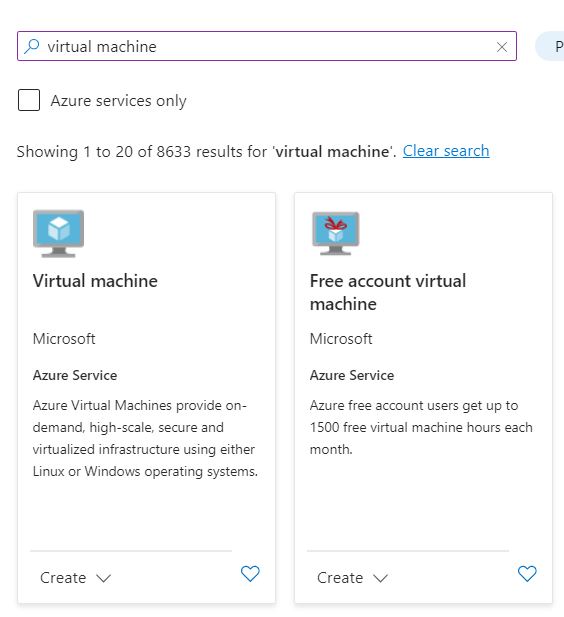 virtual machine
P
Azure services only
Showing 1 to 20 of 8633 results for 'virtual machine'. Clear search
Virtual machine
Microsoft
Azure Service
Azure Virtual Machines provide on-
demand, high-scale, secure and
virtualized infrastructure using either
Linux or Windows operating systems.
Create
Free account virtual
machine
Microsoft
Azure Service
Azure free account users get up to
1500 free virtual machine hours each
month.
Create